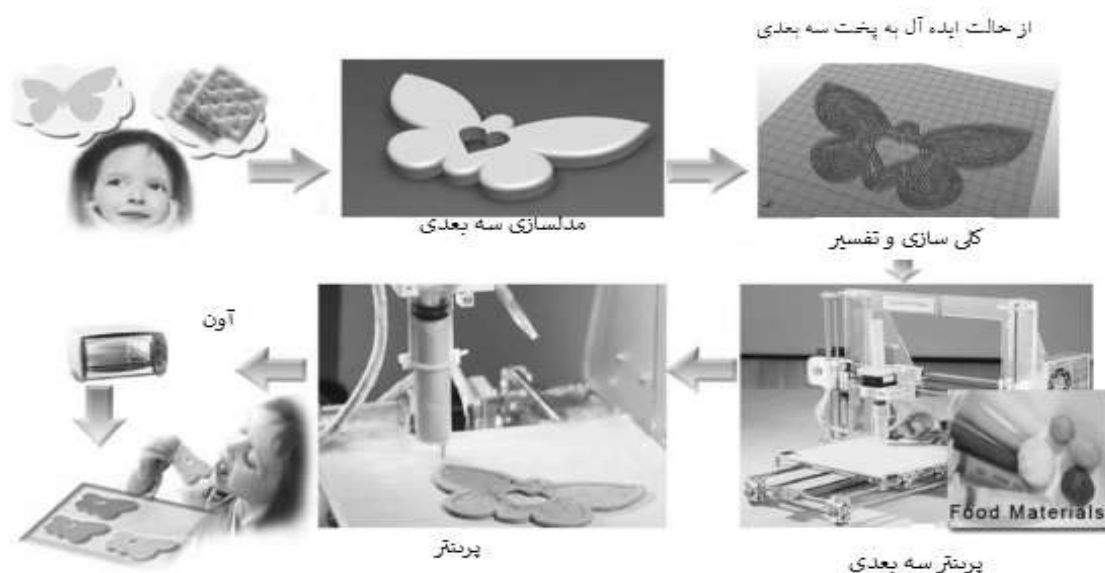 از حالت ایده آل به پخت سه بعدی
مدلسازی سه بعدی
کلی سازی و تفسیر
آون
Food Materials
پرینتر
پرینتر سه بعدی